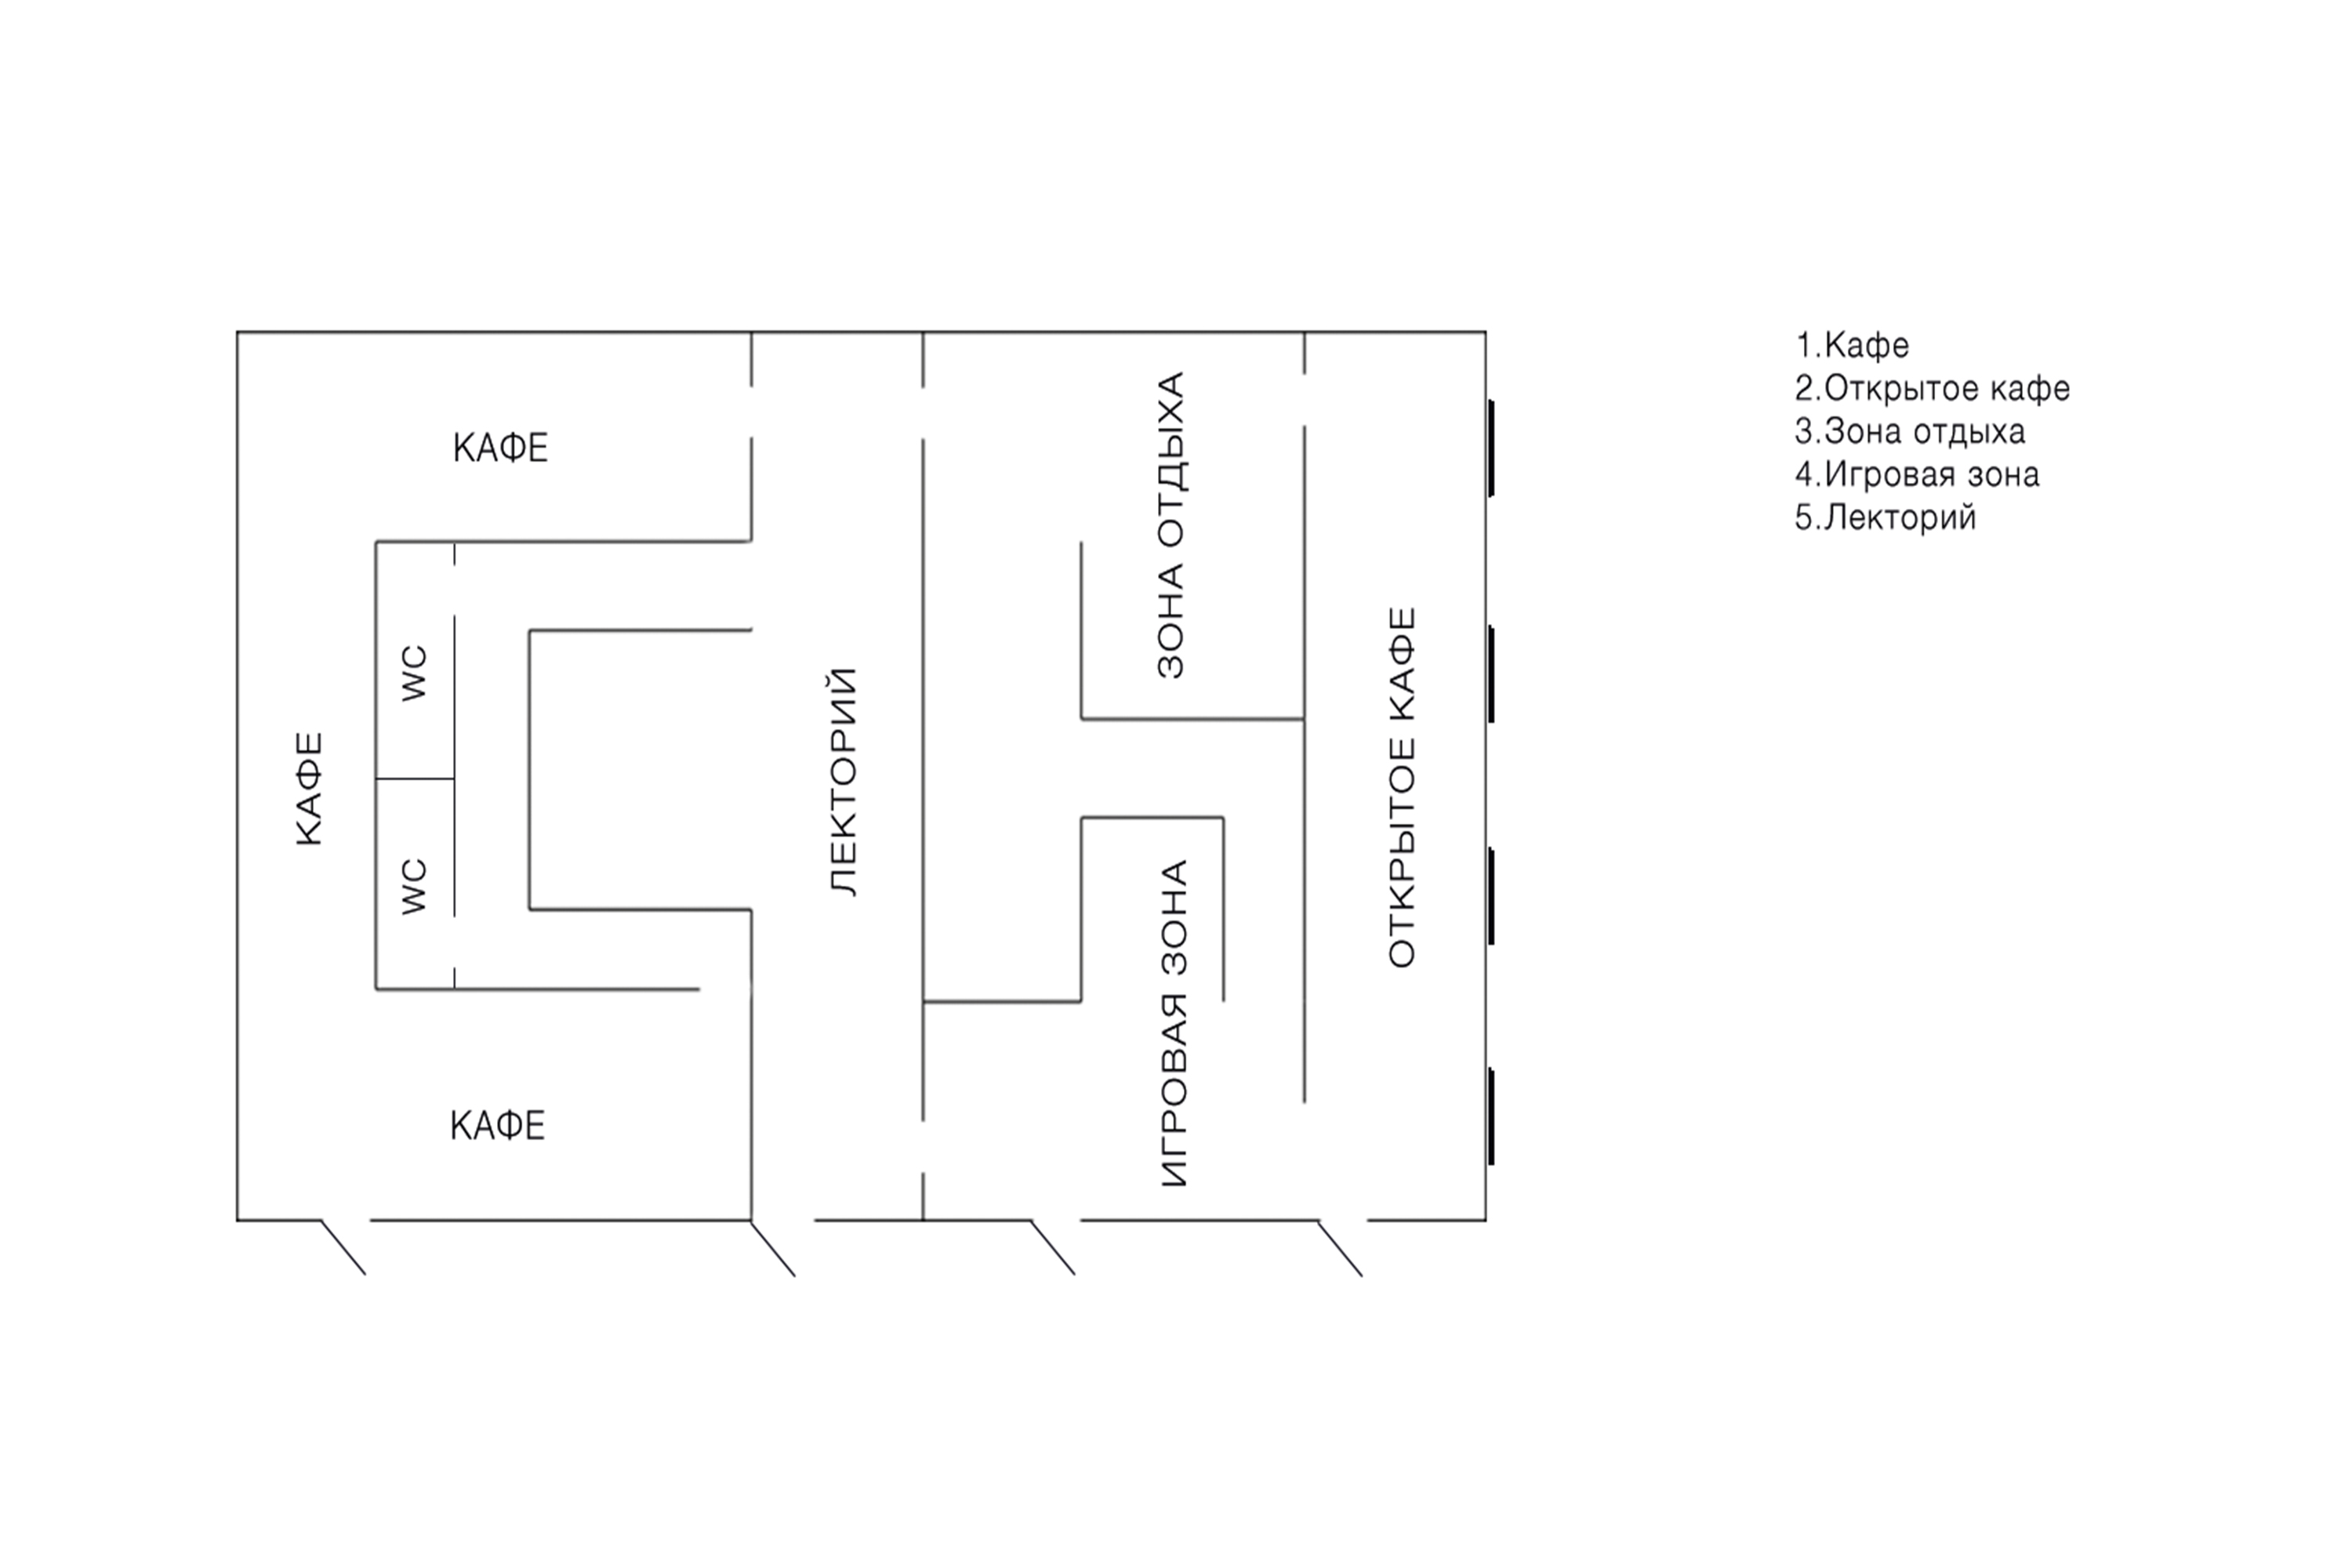 КАФЕ
WC
WC
КАФЕ
КАФЕ
ЛЕКТОРИЙ
ЗОНА ОТДЫХА
ИГРОВАЯ ЗОНА
ОТКРЫТОЕ КАФЕ
1.Кафе
2.Открытое кафе
3.Зона отдыха
4.Игровая зона
5.Лекторий